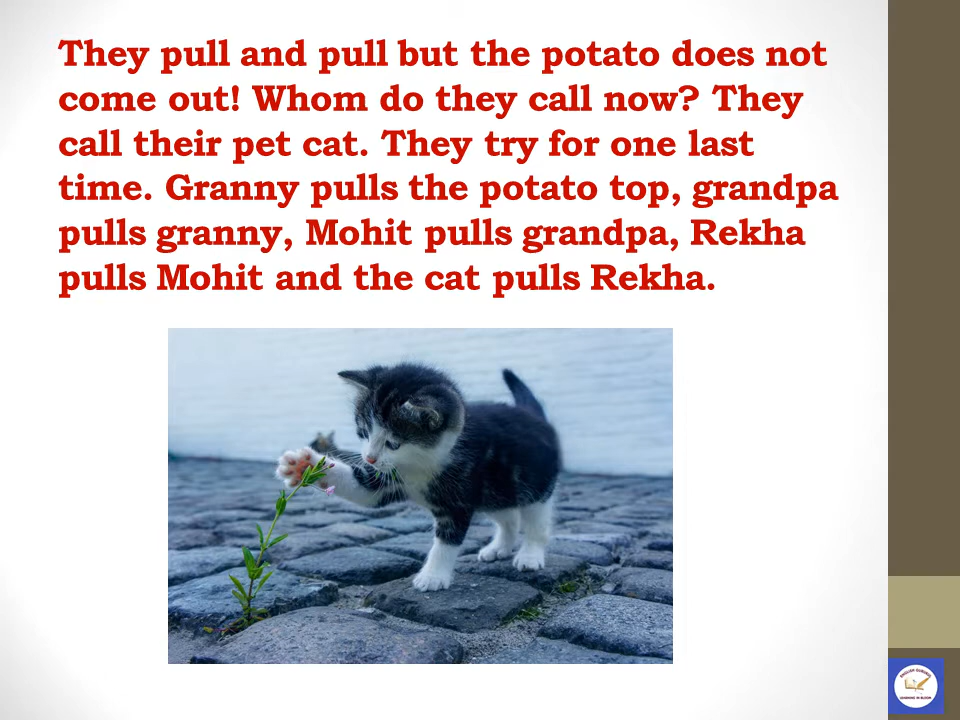 They pull and pull but the potato does not
come out! Whom do they call now? They
call their pet cat. They try for one last
time. Granny pulls the potato top, grandpa
pulls granny, Mohit pulls grandpa, Rekha
pulls Mohit and the cat pulls Rekha.